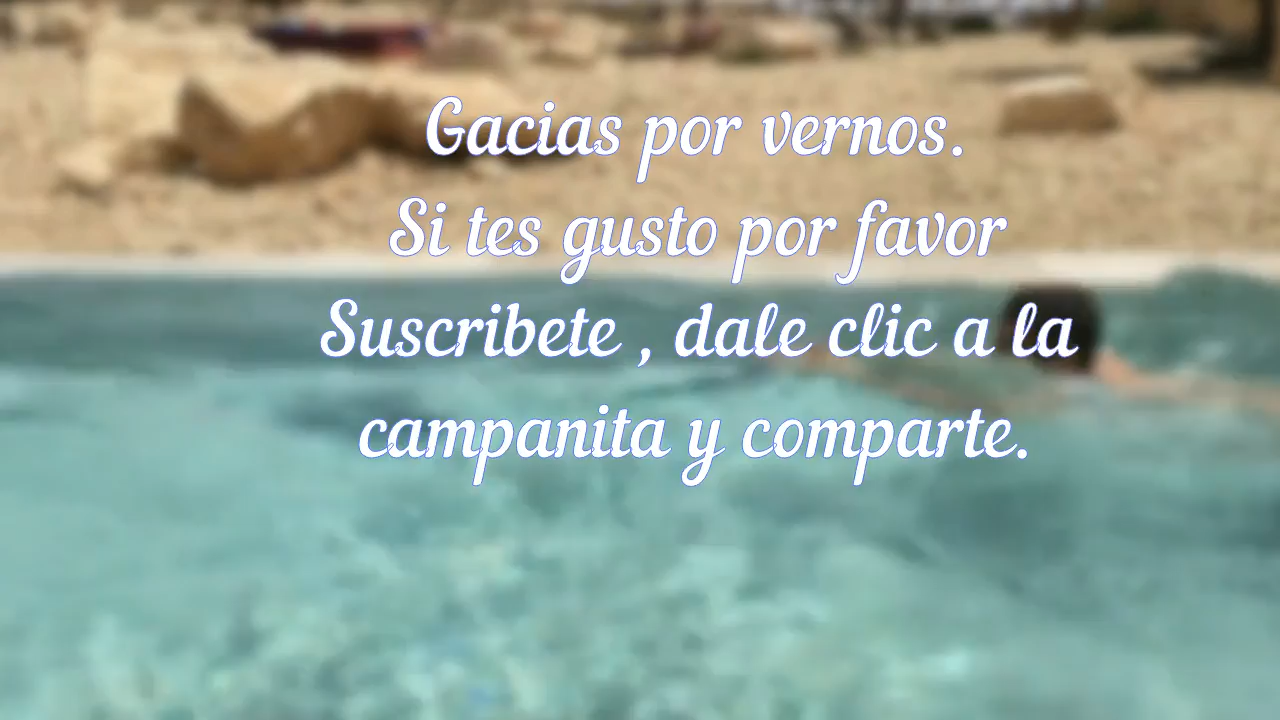 Gacias por vernos.
Si tes gusto por favor
Suscribete , dale clic a la
campanita y comparte.